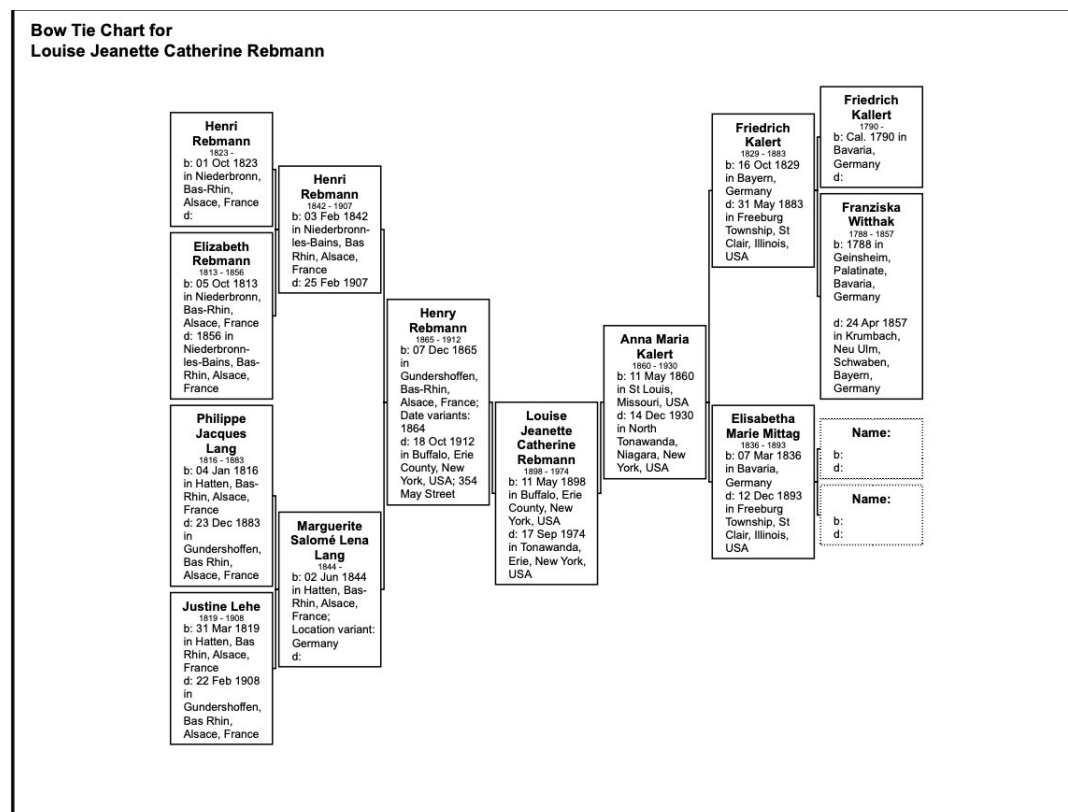 Bow Tie Chart for
Louise Jeanette Catherine Rebmann
Henri
Rebmann
1823 -
b: 01 Oct 1823
in Niederbronn,
Bas-Rhin,
Alsace, France
d:
Elizabeth
Rebmann
1813 - 1856
b: 05 Oct 1813
in Niederbronn,
Bas-Rhin,
Alsace, France
d: 1856 in
Niederbronn-
les-Bains, Bas-
Rhin, Alsace,
France
Philippe
Jacques
Lang
1816 - 1883
b: 04 Jan 1816
in Hatten, Bas-
Rhin, Alsace,
France
d: 23 Dec 1883
in
Gundershoffen,
Bas Rhin,
Alsace, France
Justine Lehe
1819 - 1908
b: 31 Mar 1819
in Hatten, Bas
Rhin, Alsace,
France
d: 22 Feb 1908
in
Gundershoffen,
Bas Rhin,
Alsace, France
Henri
Rebmann
1842 - 1907
b: 03 Feb 1842
in Niederbronn-
les-Bains, Bas
Rhin, Alsace,
France
d: 25 Feb 1907
Marguerite
Salomé Lena
Lang
1844 -
b: 02 Jun 1844
in Hatten, Bas-
Rhin, Alsace,
France;
Location variant:
Germany
d:
Henry
Rebmann
1865 - 1912
b: 07 Dec 1865
in
Gundershoffen,
Bas-Rhin,
Alsace, France;
Date variants:
1864
d: 18 Oct 1912
in Buffalo, Erie
County, New
York, USA; 354
May Street
Louise
Jeanette
Catherine
Rebmann
1898 - 1974
b: 11 May 1898
in Buffalo, Erie
County, New
York, USA
d: 17 Sep 1974
in Tonawanda,
Erie, New York,
USA
Anna Maria
Kalert
1860 - 1930
b: 11 May 1860
in St Louis,
Missouri, USA
d: 14 Dec 1930
in North
Tonawanda,
Niagara, New
York, USA
Friedrich
Kalert
1829 - 1883
b: 16 Oct 1829
in Bayern,
Germany
d: 31 May 1883
in Freeburg
Township, St
Clair, Illinois,
USA
Elisabetha
Marie Mittag
1836 - 1893
b: 07 Mar 1836
in Bavaria,
Germany
d: 12 Dec 1893
in Freeburg
Township, St
Clair, Illinois,
USA
Friedrich
Kallert
1790 -
b: Cal. 1790 in
Bavaria,
Germany
d:
Franziska
Witthak
1788 - 1857
b: 1788 in
Geinsheim,
Palatinate,
Bavaria,
Germany
d: 24 Apr 1857
in Krumbach,
Neu Ulm,
Schwaben,
Bayern,
Germany
Name:
b:
d:
Name:
b:
d: